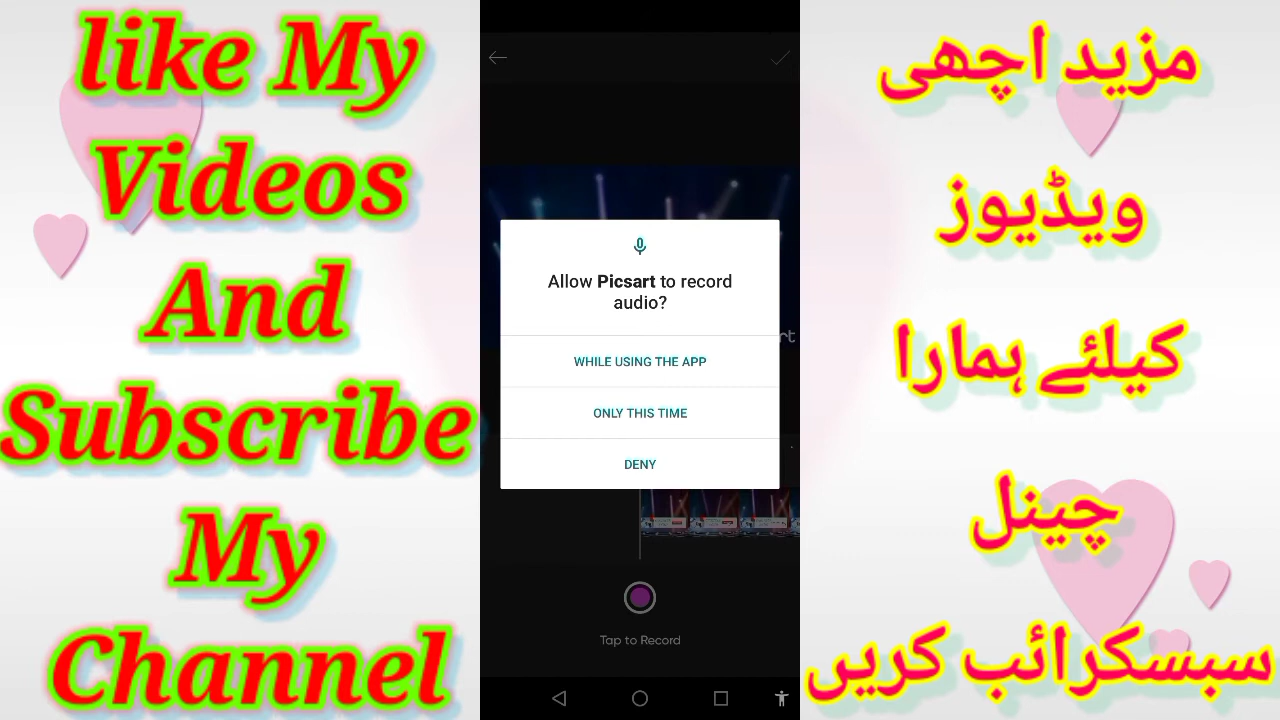 like My
Videos
And
Subscribe
My
Channel
Allow Picsart to record
audio?
WHILE USING THE APP
ONLY THIS TIME
DENY
rt
Tap to Record
مزید اچھی
ویڈیوز
کیلئے ہمارا
چینل
سبسکرائب کریں